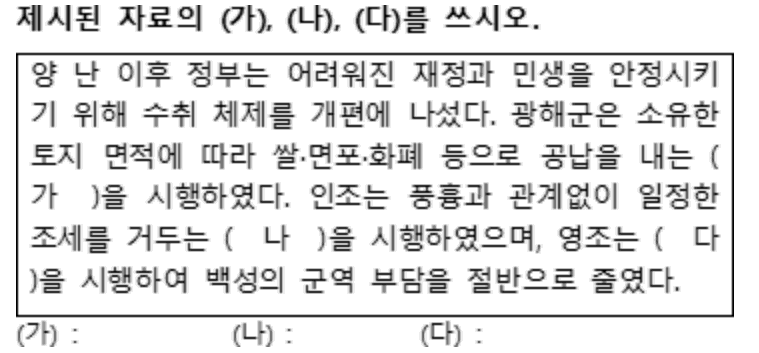 제시된 자료의 (가), (나), (다)를 쓰시오.
양 난 이후 정부는 어려워진 재정과 민생을 안정시키
기 위해 수취 체제를 개편에 나섰다. 광해군은 소유한
토지 면적에 따라 쌀·면포·화폐 등으로 공납을 내는 (
가 )을 시행하였다. 인조는 풍흉과 관계없이 일정한
조세를 거두는 ( 나 )을 시행하였으며, 영조는 ( 다
)을 시행하여 백성의 군역 부담을 절반으로 줄였다.
(가) : (나) : (다) :